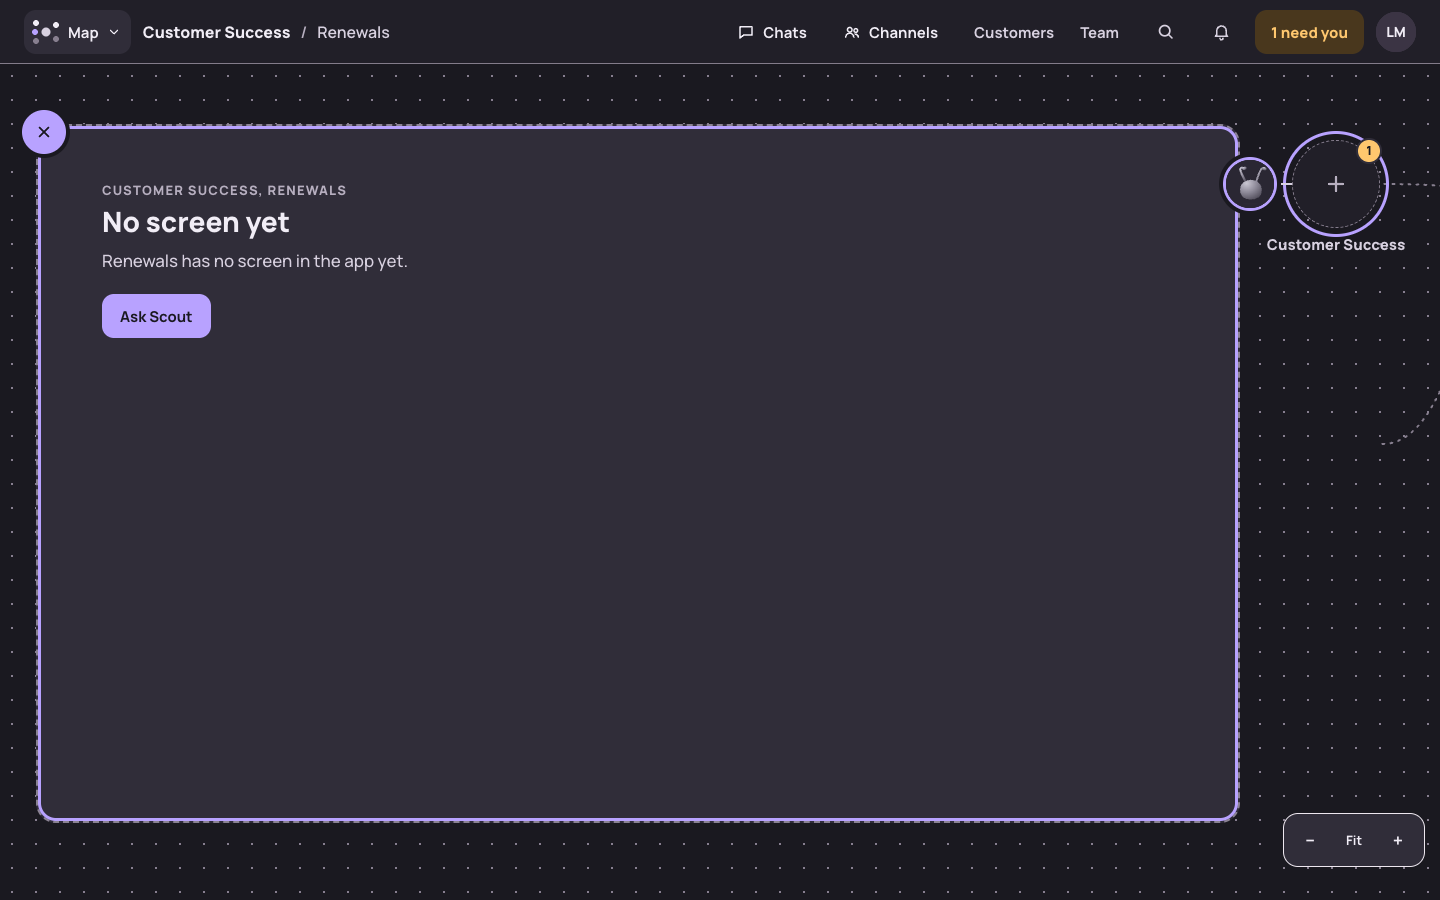 Map
Customer Success / Renewals
Chats
Channels
Customers
Team
1 need you
LM
CUSTOMER SUCCESS, RENEWALS
No screen yet
Renewals has no screen in the app yet.
Ask Scout
1
Customer Success
− Fit +